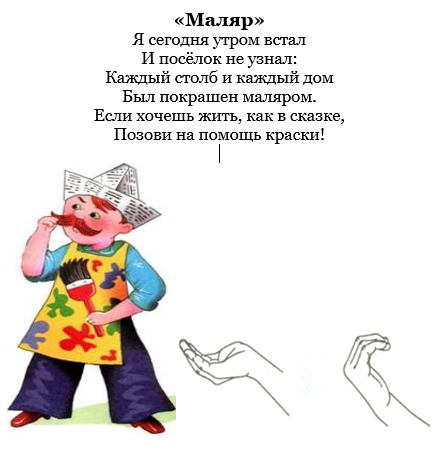 «Маляр»
Я сегодня утром встал
И посёлок не узнал:
Каждый столб и каждый дом
Был покрашен маляром.
Если хочешь жить, как в сказке,
Позови на помощь краски!